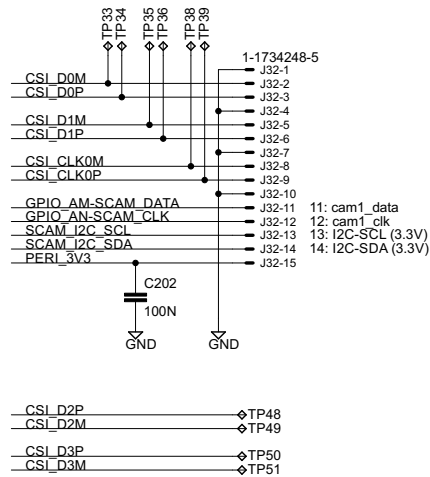 TP33
TP34
TP35
TP36
TP38
TP39
1-1734248-5
J32-1
CSI_D0M J32-2
CSI_D0P J32-3
J32-4
CSI_D1M J32-5
CSI_D1P J32-6
J32-7
CSI_CLK0M J32-8
CSI_CLK0P J32-9
J32-10
GPIO_AM-SCAM_DATA J32-11 11: cam1_data
GPIO_AN-SCAM_CLK J32-12 12: cam1_clk
SCAM_I2C_SCL J32-13 13: I2C-SCL (3.3V)
SCAM_I2C_SDA J32-14 14: I2C-SDA (3.3V)
PERI_3V3 J32-15
C202
100N
GND GND
CSI_D2P TP48
CSI_D2M TP49
CSI_D3P TP50
CSI_D3M TP51